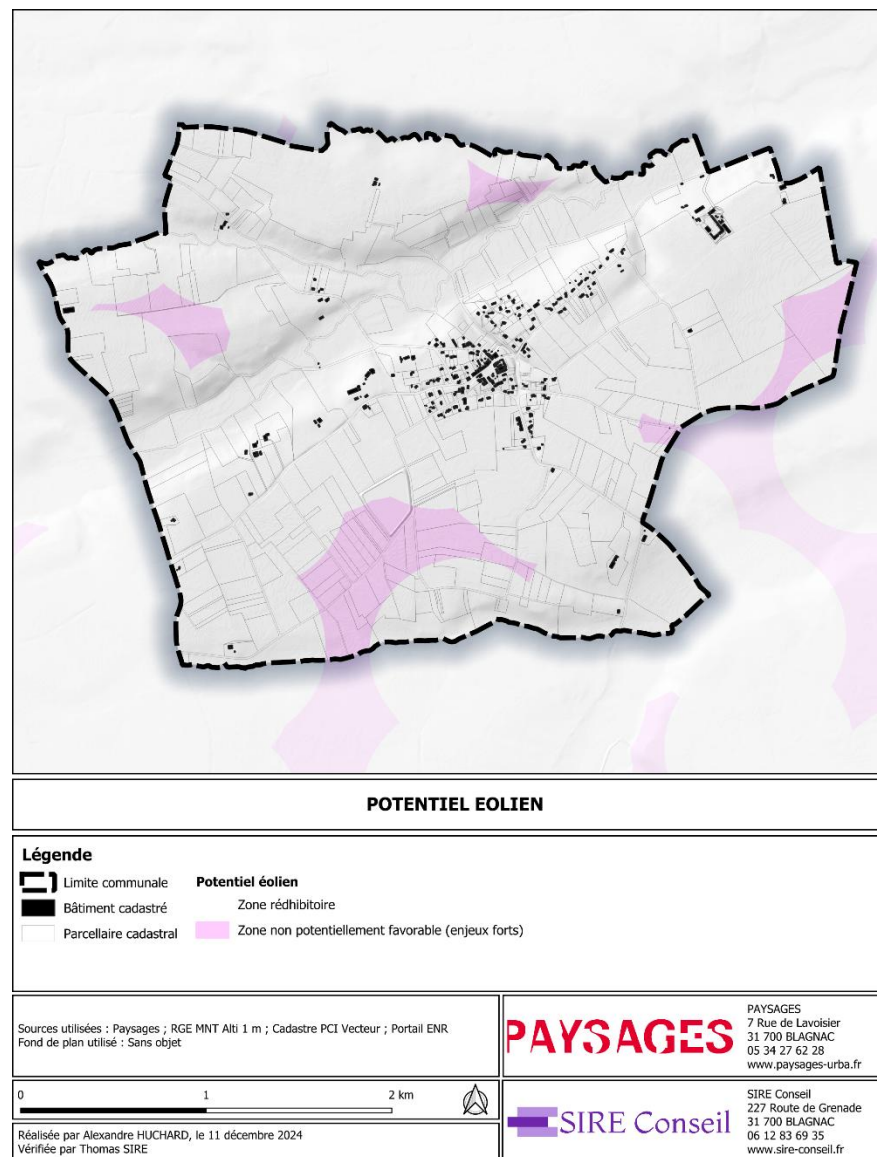 POTENTIEL EOLIEN
Légende
Limite communale
Bâtiment cadastré
Parcellaire cadastral
Potentiel éolien
Zone rédhibitoire
Zone non potentiellement favorable (enjeux forts)
Sources utilisées : Paysages ; RGE MNT Alti 1 m ; Cadastre PCI Vecteur ; Portail ENR
Fond de plan utilisé : Sans objet
PAYSAGES
PAYSAGES
7 Rue de Lavoisier
31 700 BLAGNAC
05 34 27 62 28
www.paysages-urba.fr
0 1 2 km
Réalisée par Alexandre HUCHARD, le 11 décembre 2024
Vérifiée par Thomas SIRE
SIRE Conseil
SIRE Conseil
227 Route de Grenade
31 700 BLAGNAC
06 12 83 69 35
www.sire-conseil.fr